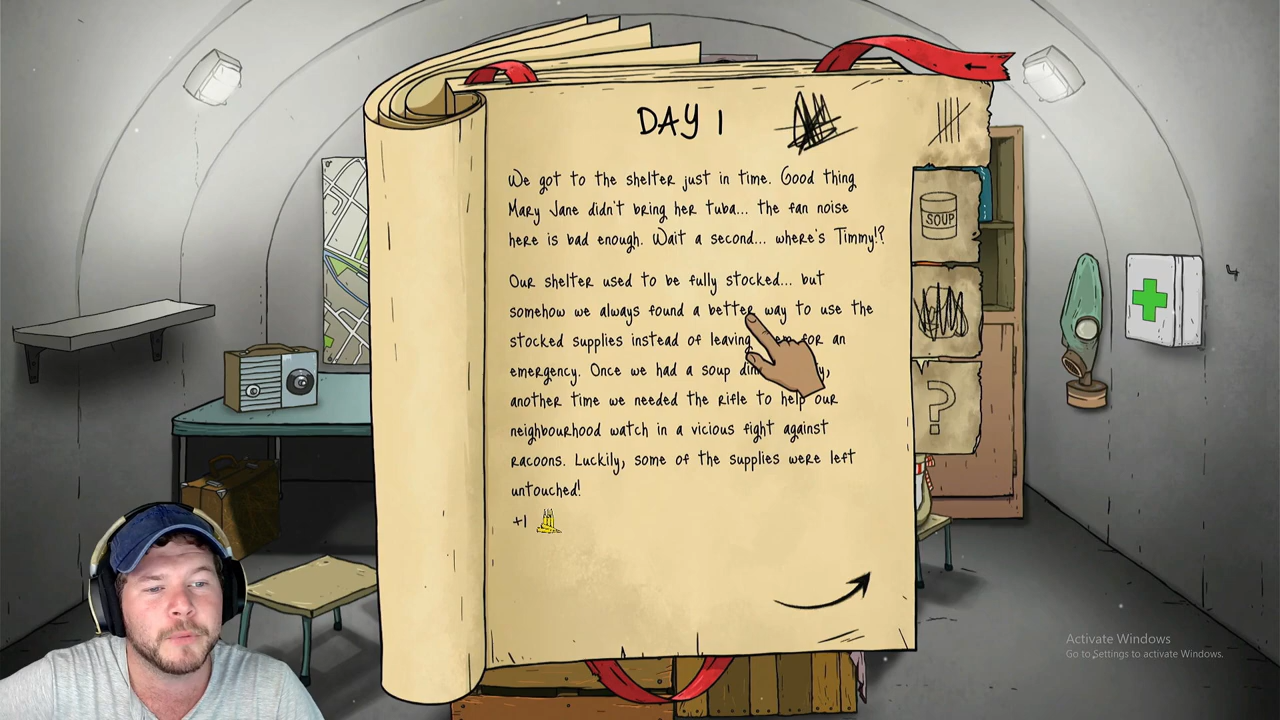 DAY 1
We got to the shelter just in time. Good thing
Mary Jane didn't bring her tuba... the fan noise
here is bad enough. Wait a second... where's Timmy!?
Our shelter used to be fully stocked... but
somehow we always found a better way to use the
stocked supplies instead of leaving for an
emergency. Once we had a soup
another time we needed the rifle to help our
neighbourhood watch in a vicious fight against
racoons. Luckily, some of the supplies were left
untouched!
+1
SOUP
?
Activate Windows
Go to Settings to activate Windows.